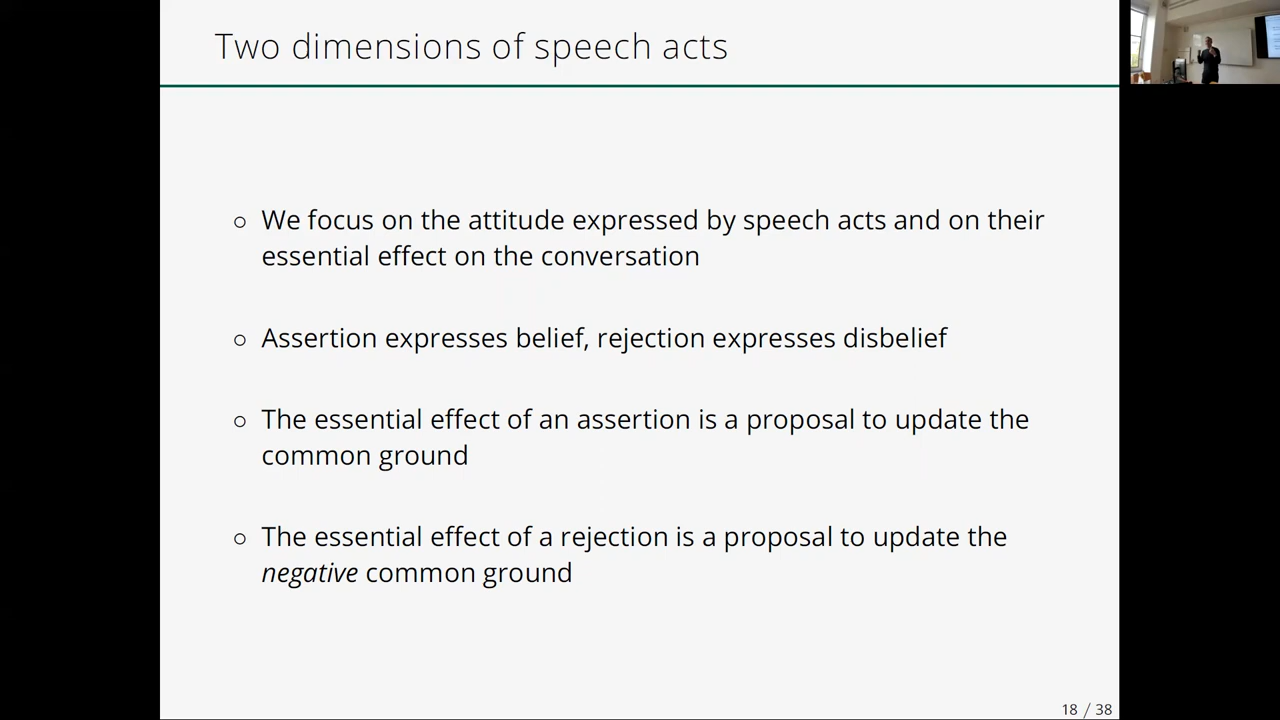 Two dimensions of speech acts
○ We focus on the attitude expressed by speech acts and on their
essential effect on the conversation
○ Assertion expresses belief, rejection expresses disbelief
○ The essential effect of an assertion is a proposal to update the
common ground
○ The essential effect of a rejection is a proposal to update the
negative common ground
18 / 38